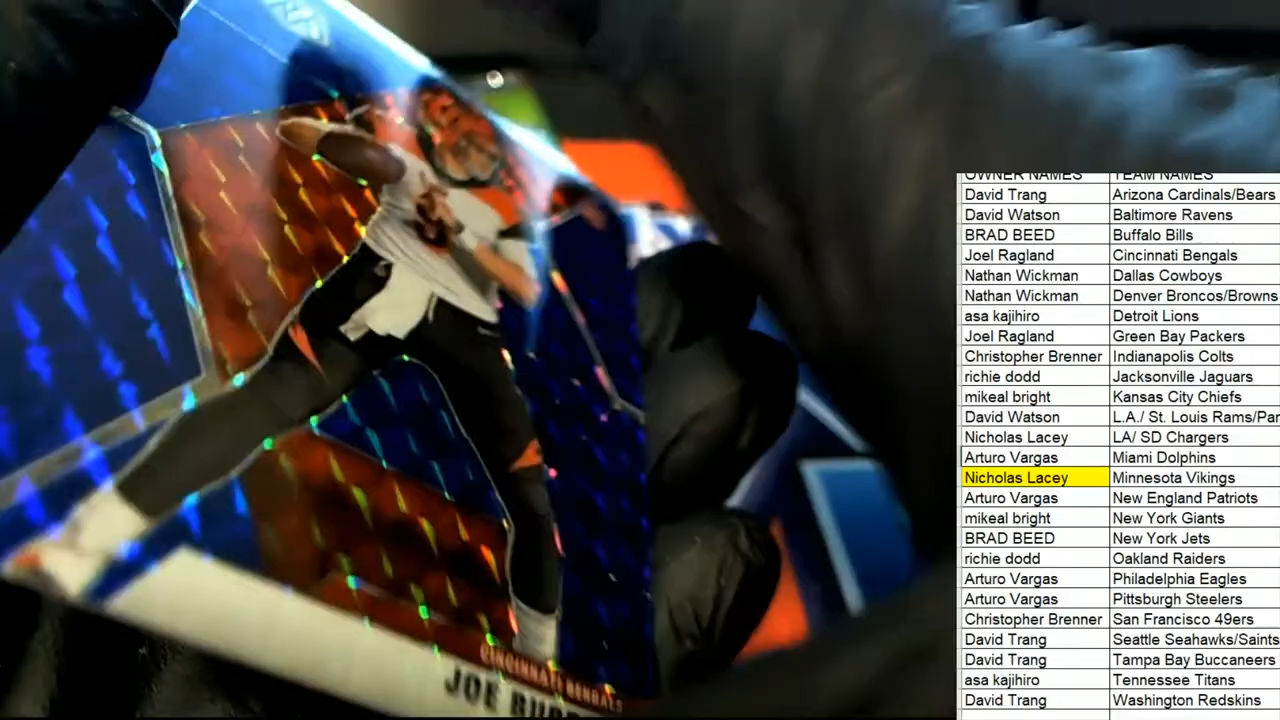 OWNER NAMES TEAM NAMES
David Trang Arizona Cardinals/Bears
David Watson Baltimore Ravens
BRAD BEED Buffalo Bills
Joel Ragland Cincinnati Bengals
Nathan Wickman Dallas Cowboys
Nathan Wickman Denver Broncos/Browns
asa kajihiro Detroit Lions
Joel Ragland Green Bay Packers
Christopher Brenner Indianapolis Colts
richie dodd Jacksonville Jaguars
mikeal bright Kansas City Chiefs
David Watson L.A./ St. Louis Rams/Par
Nicholas Lacey LA/ SD Chargers
Arturo Vargas Miami Dolphins
Nicholas Lacey Minnesota Vikings
Arturo Vargas New England Patriots
mikeal bright New York Giants
BRAD BEED New York Jets
richie dodd Oakland Raiders
Arturo Vargas Philadelphia Eagles
Arturo Vargas Pittsburgh Steelers
Christopher Brenner San Francisco 49ers
David Trang Seattle Seahawks/Saints
David Trang Tampa Bay Buccaneers
asa kajihiro Tennessee Titans
David Trang Washington Redskins
CINCINNATI BENGALS
JOE